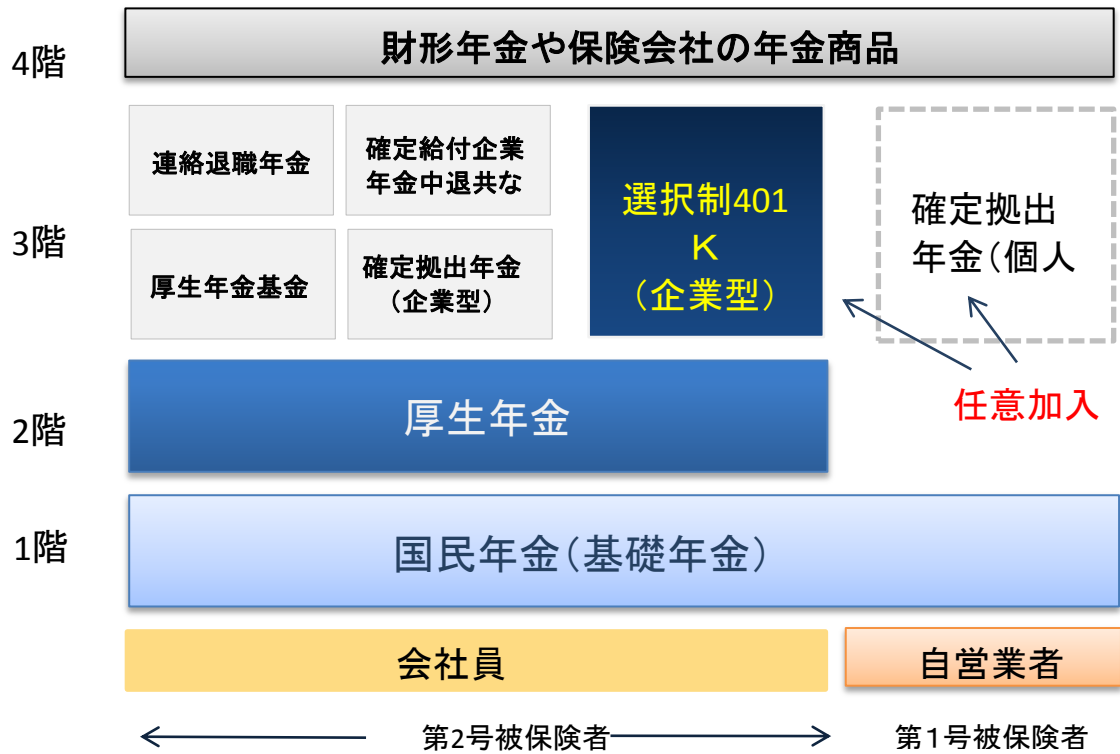 4階
財形年金や保険会社の年金商品
3階
連絡退職年金
確定給付企業
年金中退共な
厚生年金基金
確定拠出年金
（企業型）
選択制401
K
（企業型）
確定拠出
年金（個人
任意加入
2階
厚生年金
1階
国民年金（基礎年金）
会社員
自営業者
第2号被保険者
第1号被保険者